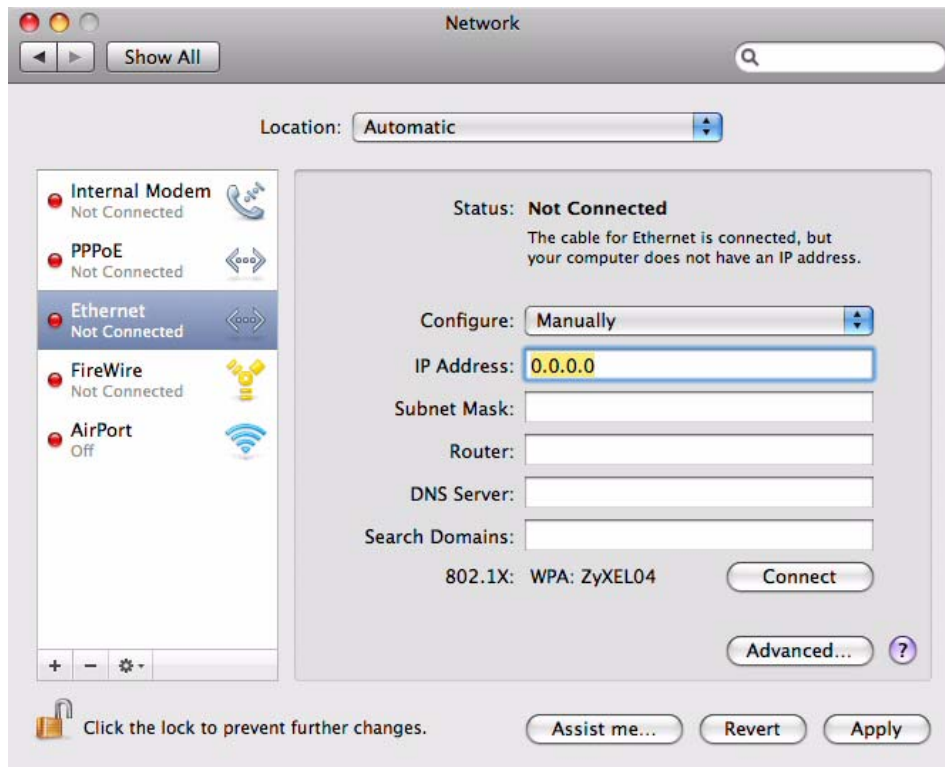 Network
Show All
Location: Automatic
Internal Modem
Not Connected
PPPoE
Not Connected
Ethernet
Not Connected
FireWire
Not Connected
AirPort
Off
Status: Not Connected
The cable for Ethernet is connected, but
your computer does not have an IP address.
Configure: Manually
IP Address: 0.0.0.0
Subnet Mask:
Router:
DNS Server:
Search Domains:
802.1X: WPA: ZyXEL04 Connect
Advanced... ?
+ −
Click the lock to prevent further changes.
Assist me... Revert Apply